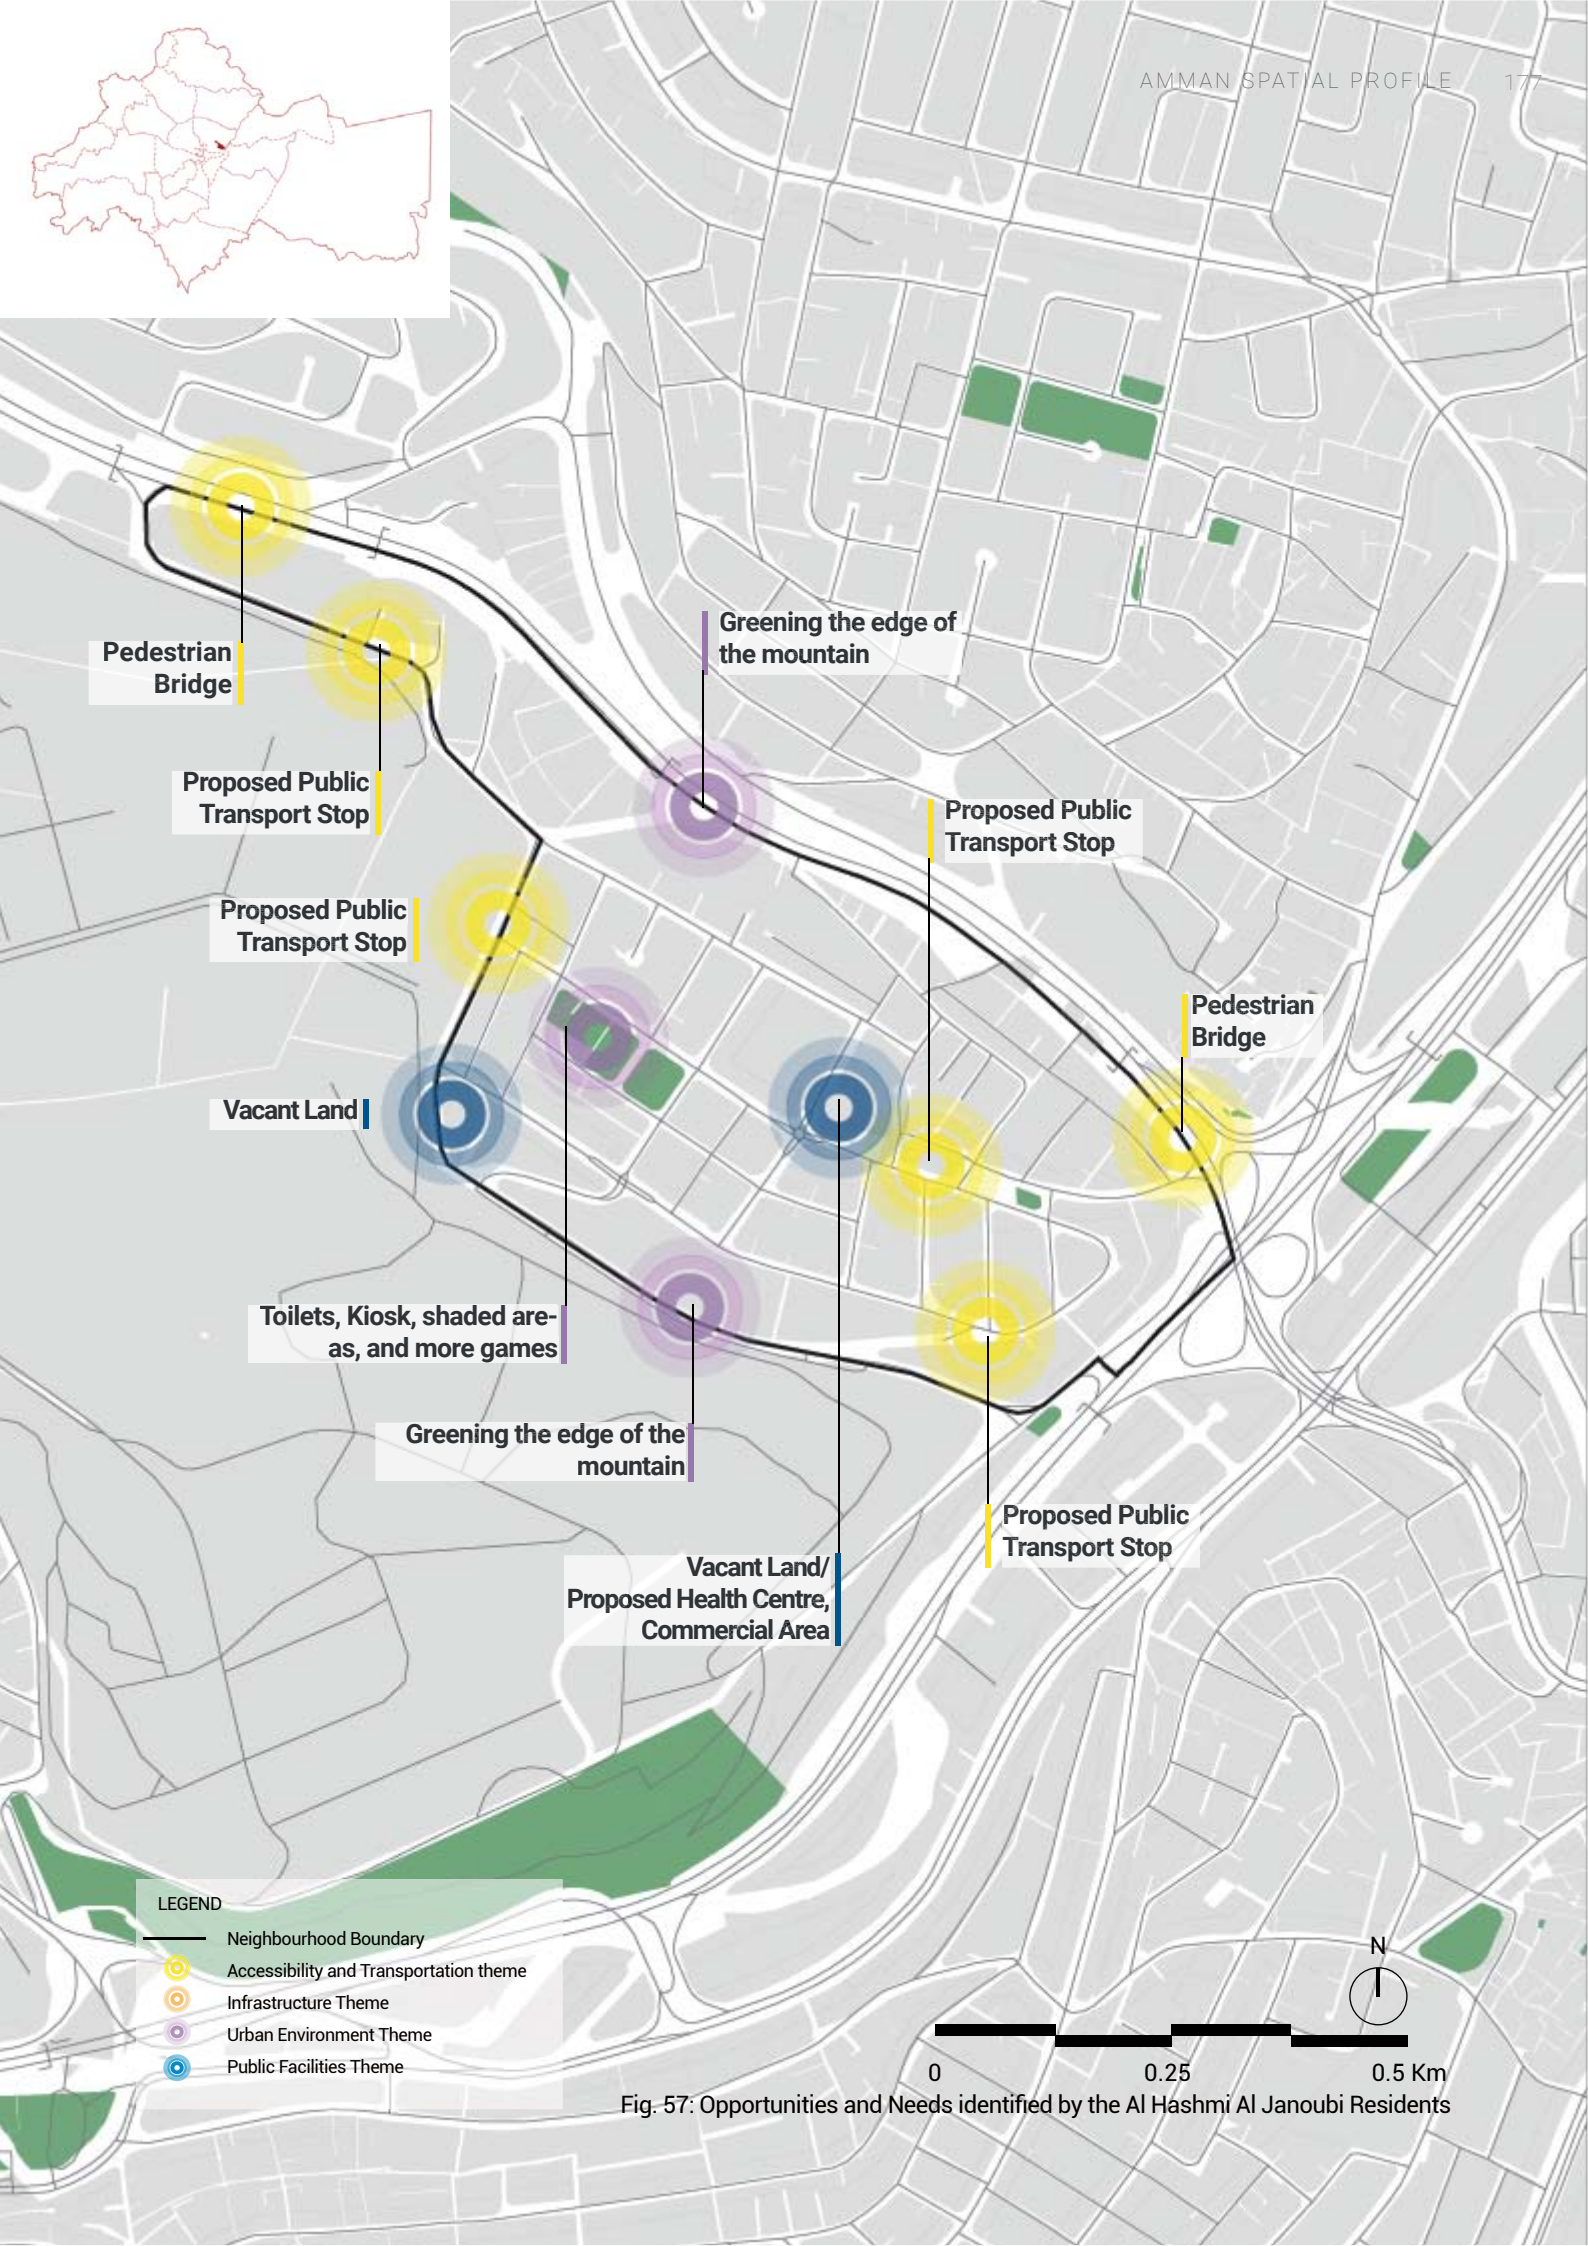 AMMAN SPATIAL PROFILE 177
Pedestrian
Bridge
Greening the edge of
the mountain
Proposed Public
Transport Stop
Proposed Public
Transport Stop
Proposed Public
Transport Stop
Pedestrian
Bridge
Vacant Land
Toilets, Kiosk, shaded are-
as, and more games
Greening the edge of the
mountain
Proposed Public
Transport Stop
Vacant Land/
Proposed Health Centre,
Commercial Area
LEGEND
Neighbourhood Boundary
Accessibility and Transportation theme
Infrastructure Theme
Urban Environment Theme
Public Facilities Theme
N
0 0.25 0.5 Km
Fig. 57: Opportunities and Needs identified by the Al Hashmi Al Janoubi Residents